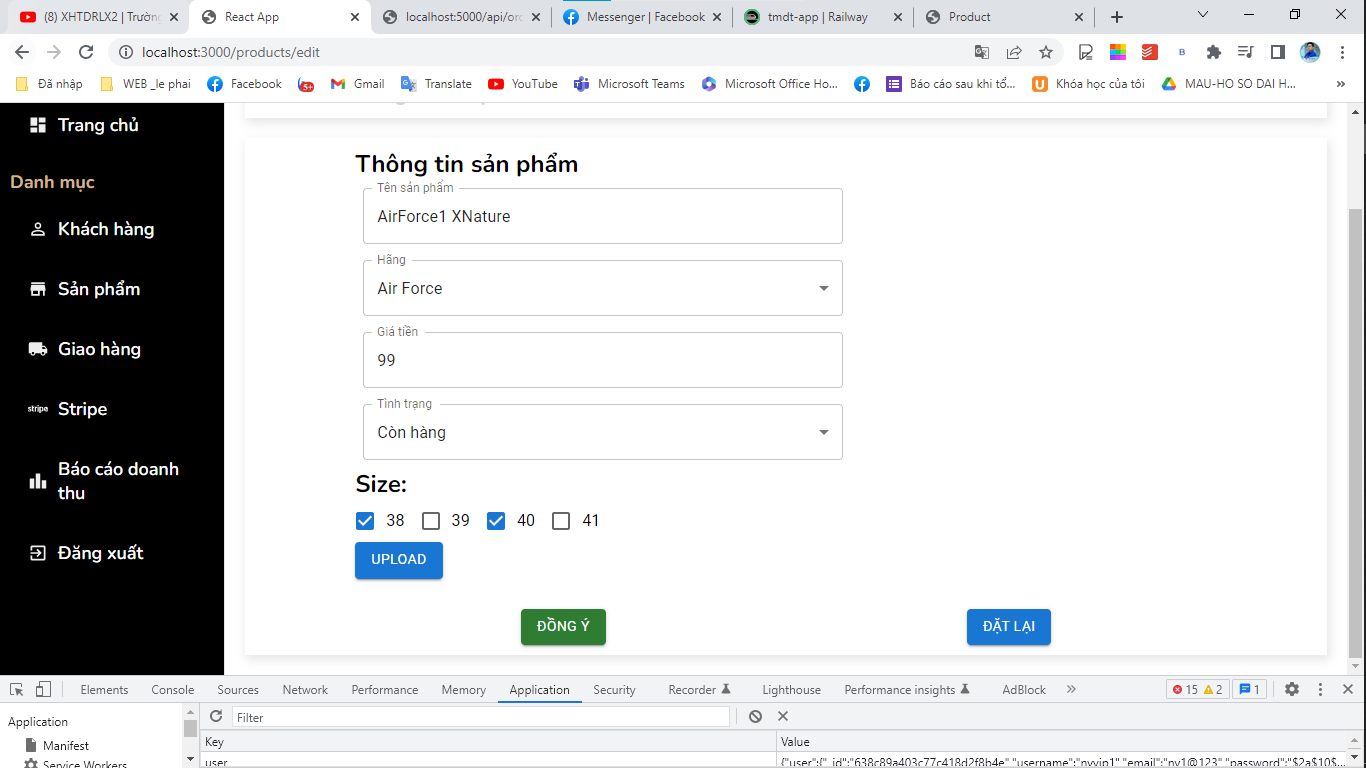 (8) XHTDRLX2 | Trườn
React App
localhost:5000/api/ord
Messenger | Facebook
tmdt-app | Railway
Product
localhost:3000/products/edit
Đã nhập
WEB _le phai
Facebook
Gmail
Translate
YouTube
Microsoft Teams
Microsoft Office Ho...
Báo cáo sau khi tổ...
Khóa học của tôi
MAU-HO SO DAI H...
»
Trang chủ
Danh mục
Khách hàng
Sản phẩm
Giao hàng
stripe Stripe
Báo cáo doanh
thu
Đăng xuất
Thông tin sản phẩm
Tên sản phẩm
AirForce1 XNature
Hãng
Air Force
Giá tiền
99
Tình trạng
Còn hàng
Size:
38 39 40 41
UPLOAD
ĐỒNG Ý
ĐẶT LẠI
Elements Console Sources Network Performance Memory Application Security Recorder Lighthouse Performance insights AdBlock » 15 2 1
Application
Manifest
Service Workers
Filter
Key Value
user {"user":{"_id":"638c89a403c77c418d2f8b4e","username":"nyvip1","email":"ny1@123","password":"$2a$10$...